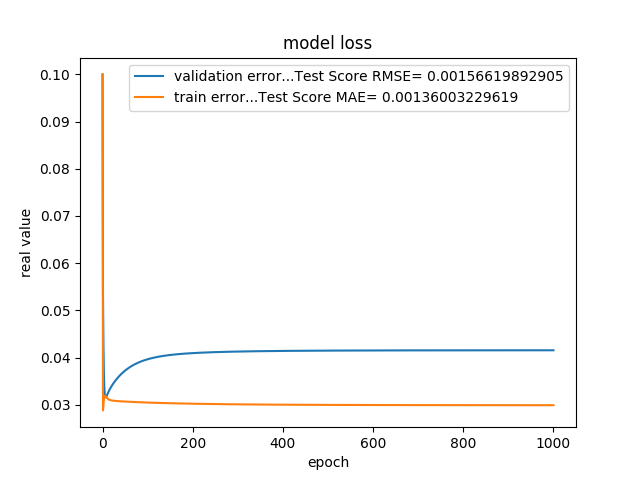 model loss
validation error...Test Score RMSE= 0.00156619892905
train error...Test Score MAE= 0.00136003229619
0.10
0.09
0.08
0.07
0.06
0.05
0.04
0.03
real value
0 200 400 600 800 1000
epoch